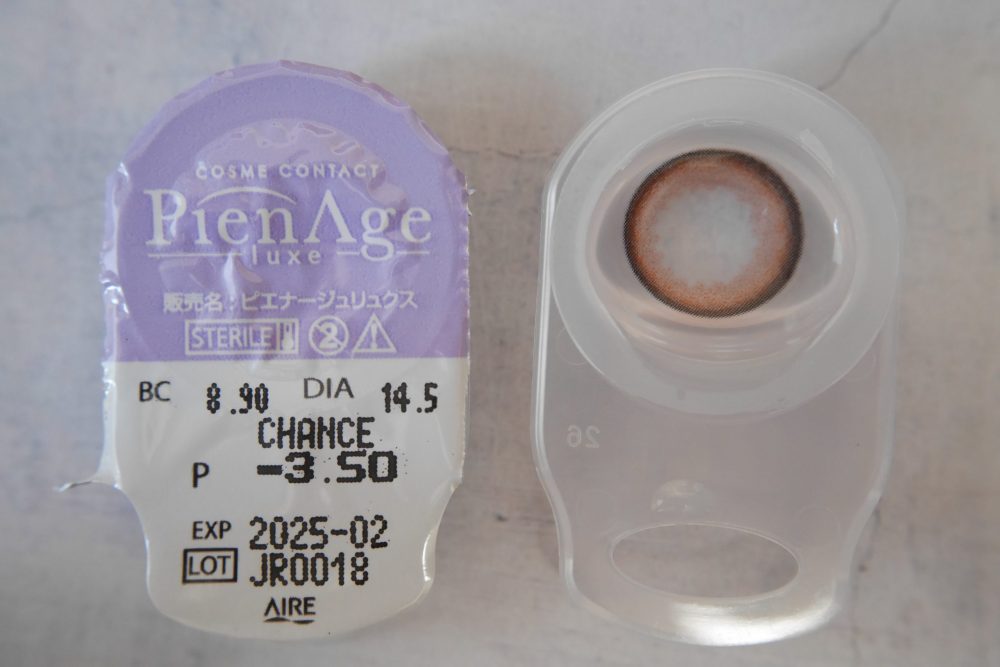 COSME CONTACT
PienAge
luxe
販売名:ピエナージュリュクス
STERILE 2
BC 8.90 DIA 14.5
CHANCE
P -3.50
EXP 2025-02
LOT JR0018
AIRE
26